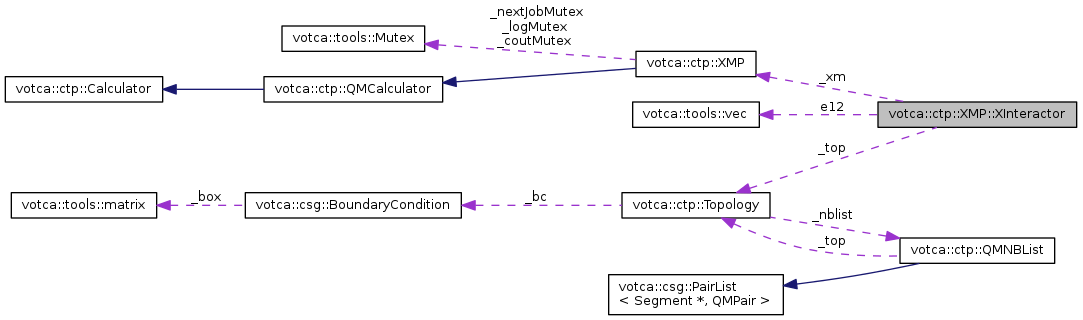 _nextJobMutex
_logMutex
_coutMutex
votca::tools::Mutex
votca::ctp::XMP
_xm
votca::ctp::Calculator
votca::ctp::QMCalculator
e12
votca::tools::vec
votca::ctp::XMP::XInteractor
_top
_box
_bc
votca::tools::matrix
votca::csg::BoundaryCondition
votca::ctp::Topology
_nblist
_top
votca::ctp::QMNBList
votca::csg::PairList
< Segment *, QMPair >